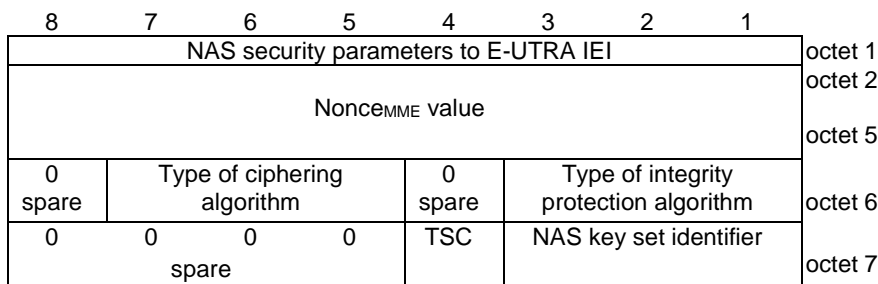 8 7 6 5 4 3 2 1
NAS security parameters to E-UTRA IEI octet 1
octet 2
NonceMME value
octet 5
0 Type of ciphering 0 Type of integrity
spare algorithm spare protection algorithm octet 6
0 0 0 0 TSC NAS key set identifier
spare octet 7